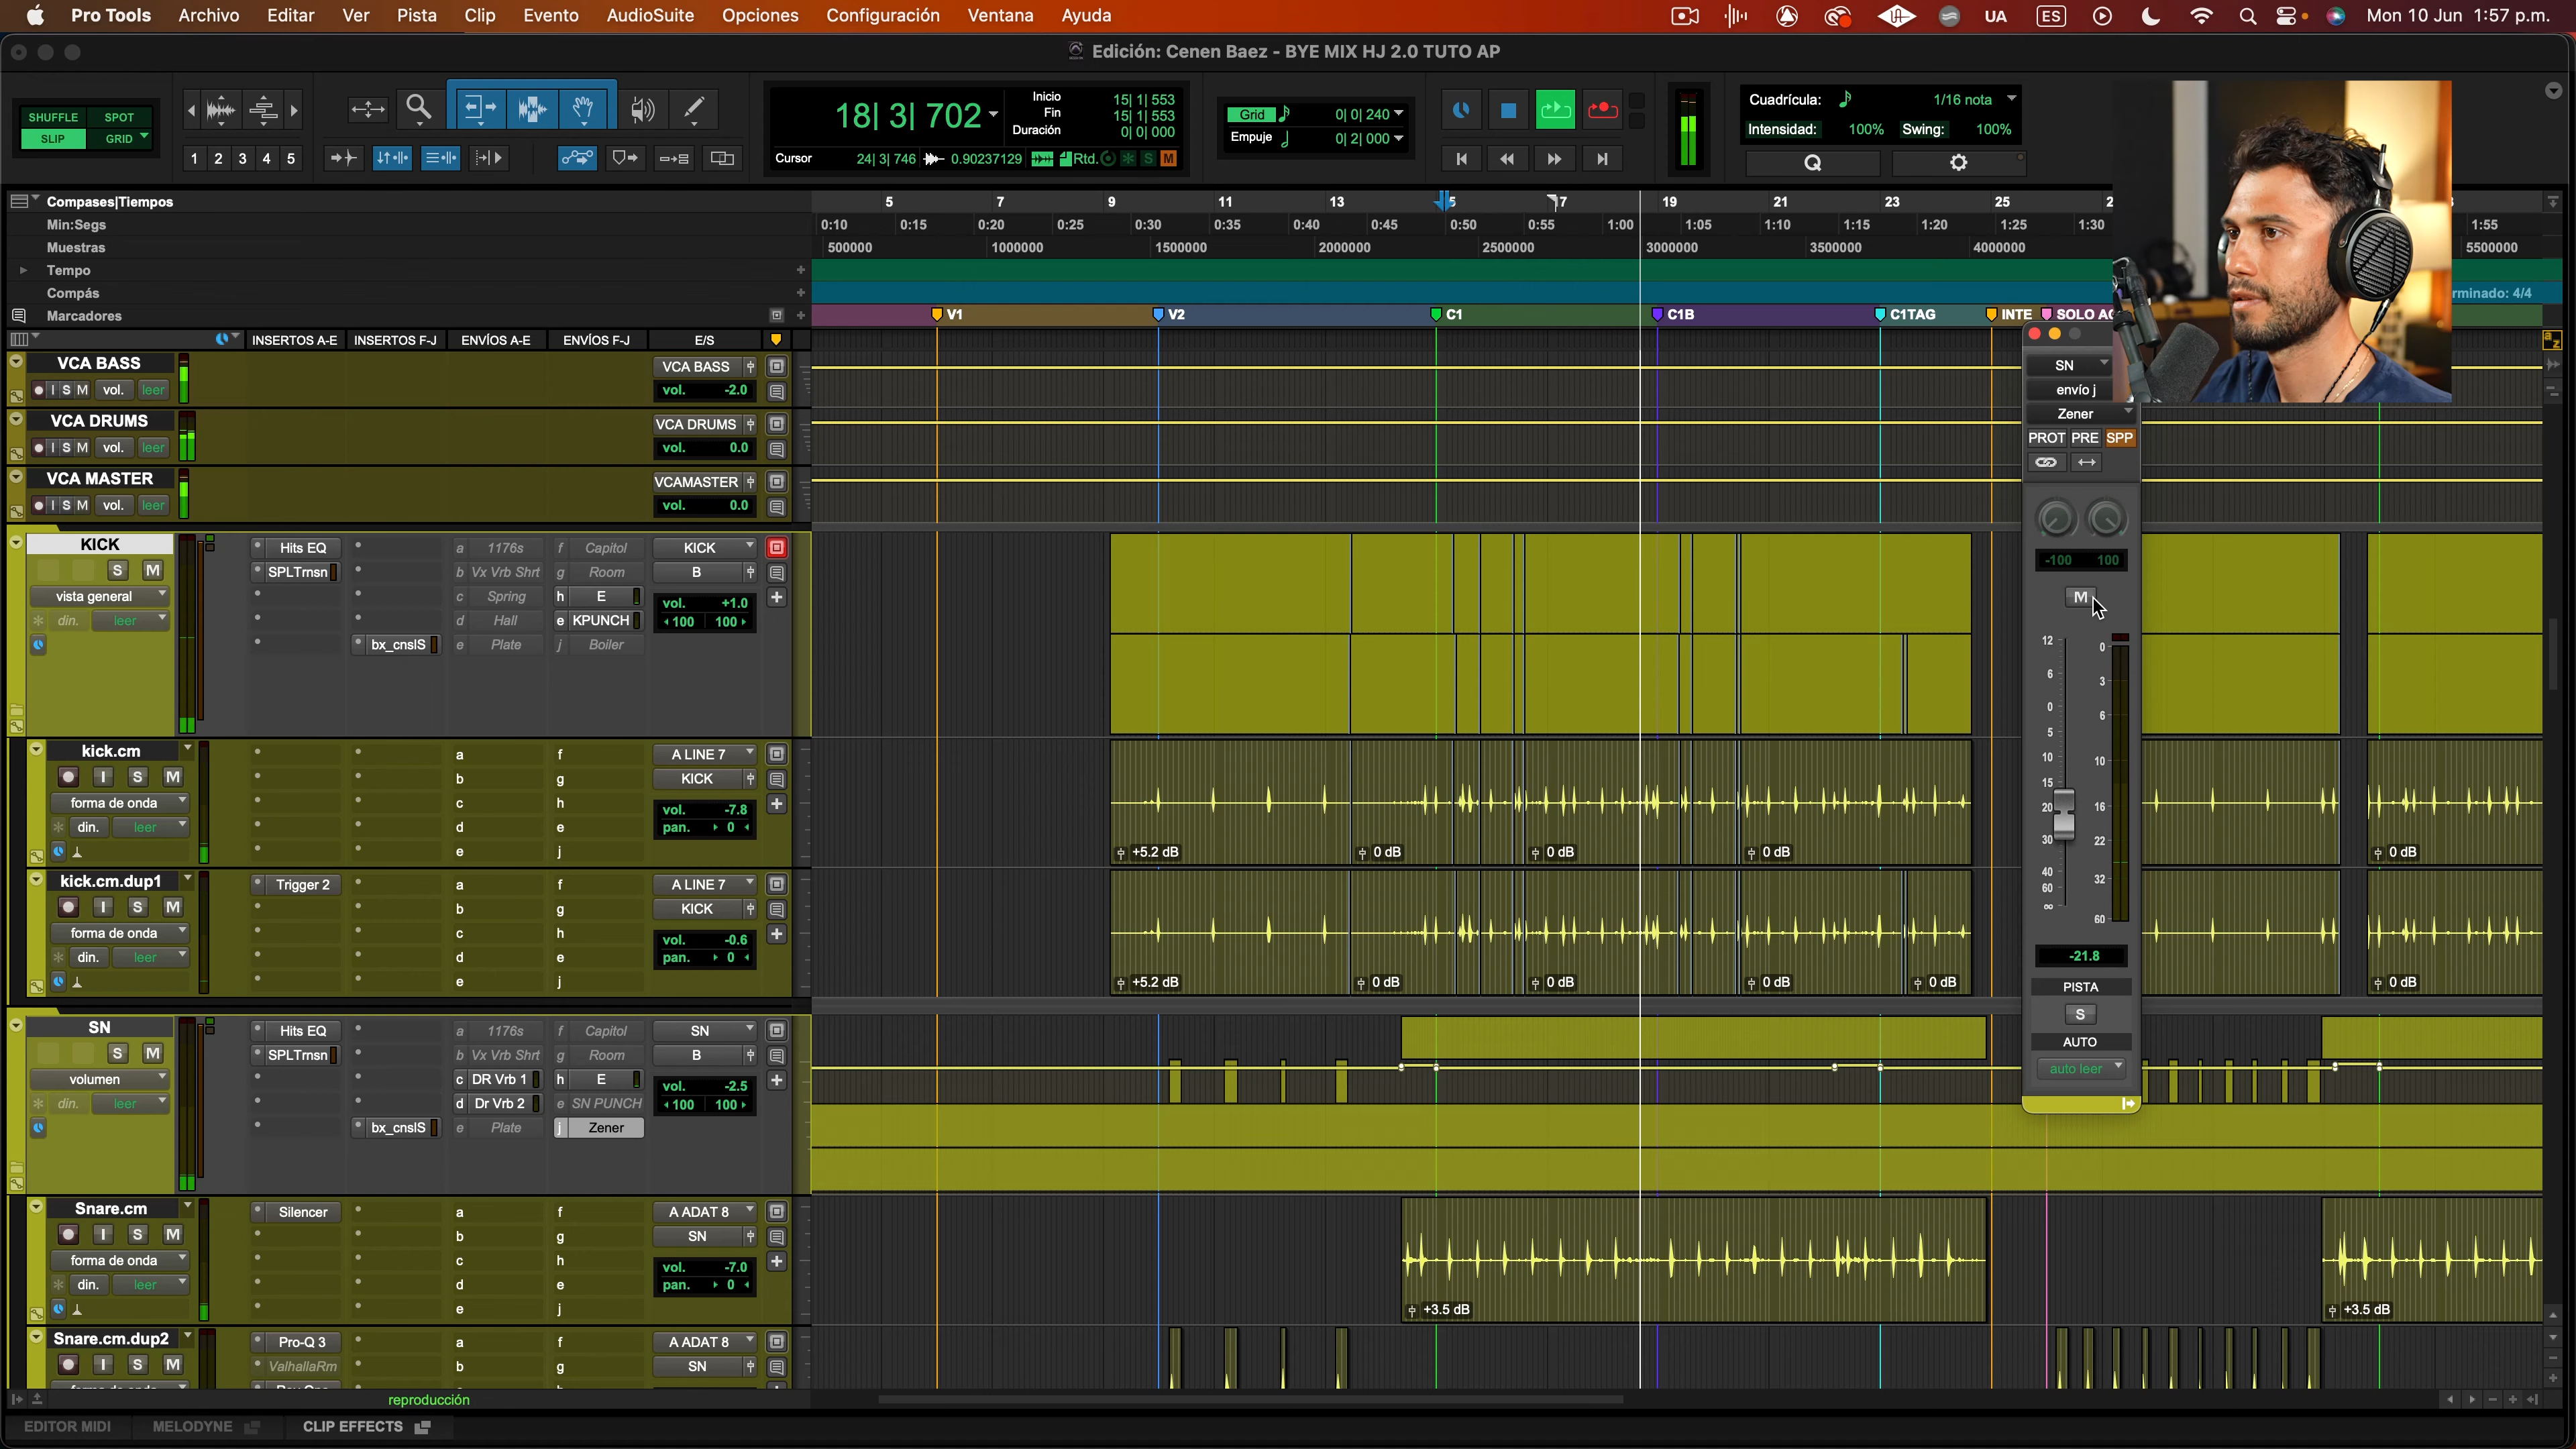 Pro Tools Archivo Editar Ver Pista Clip Evento AudioSuite Opciones Configuración Ventana Ayuda UA ES Mon 10 Jun 1:57 p.m.
Edición: Cenen Baez - BYE MIX HJ 2.0 TUTO AP
SHUFFLE SPOT
SLIP GRID
1 2 3 4 5
18| 3| 702
Inicio 15| 1| 553
Fin 15| 1| 553
Duración 0| 0| 000
Cursor 24| 3| 746 0.90237129 Rtd. S M
Grid 0| 0| 240
Empuje 0| 2| 000
Cuadrícula: 1/16 nota
Intensidad: 100% Swing: 100%
Q
Compases|Tiempos 5 7 9 11 13 17 19 21 23 25
Min:Segs 0:10 0:15 0:20 0:25 0:30 0:35 0:40 0:45 0:50 0:55 1:00 1:05 1:10 1:15 1:20 1:25 1:30 1:55
Muestras 500000 1000000 1500000 2000000 2500000 3000000 3500000 4000000 5500000
Tempo
Compás rminado: 4/4
Marcadores V1 V2 C1 C1B C1TAG INTE SOLO AC
INSERTOS A-E INSERTOS F-J ENVÍOS A-E ENVÍOS F-J E/S
VCA BASS VCA BASS
I S M vol. leer vol. -2.0
VCA DRUMS VCA DRUMS
I S M vol. leer vol. 0.0
VCA MASTER VCAMASTER
I S M vol. leer vol. 0.0
KICK Hits EQ a 1176s f Capitol KICK
S M SPLTrnsn b Vx Vrb Shrt g Room B
vista general c Spring h E vol. +1.0
din. leer d Hall e KPUNCH 100 100
bx_cnslS e Plate j Boiler
kick.cm a f A LINE 7
I S M b g KICK
forma de onda c h vol. -7.8
din. leer d e pan. 0
e j
+5.2 dB 0 dB 0 dB 0 dB 0 dB
kick.cm.dup1 Trigger 2 a f A LINE 7
I S M b g KICK
forma de onda c h vol. -0.6
din. leer d e pan. 0
e j
+5.2 dB 0 dB 0 dB 0 dB 0 dB 0 dB
SN Hits EQ a 1176s f Capitol SN
S M SPLTrnsn b Vx Vrb Shrt g Room B
volumen c DR Vrb 1 h E vol. -2.5
din. leer d Dr Vrb 2 e SN PUNCH 100 100
bx_cnslS e Plate j Zener
Snare.cm Silencer a f A ADAT 8
I S M b g SN
forma de onda c h vol. -7.0
din. leer d e pan. 0
e j
+3.5 dB +3.5 dB
Snare.cm.dup2 Pro-Q 3 a f A ADAT 8
I S M ValhallaRm b g SN
SN
envío j
Zener
PROT PRE SPP
-100 100
M
12 0
6 3
0 6
5
10 10
15
20 16
30 22
40 32
60
∞ 60
-21.8
PISTA
S
AUTO
auto leer
reproducción
EDITOR MIDI MELODYNE CLIP EFFECTS